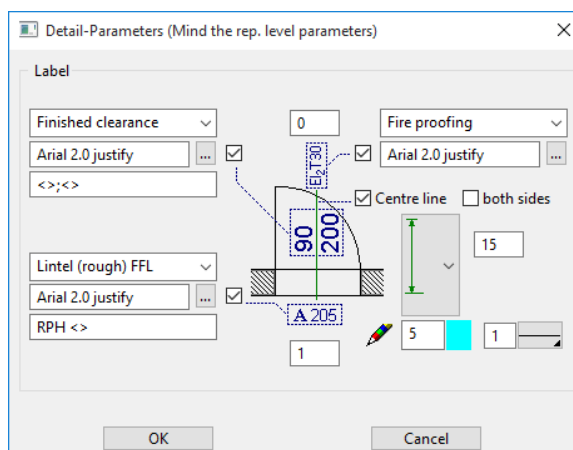 Detail-Parameters (Mind the rep. level parameters)
Label
Finished clearance
0
Fire proofing
Arial 2.0 justify
...
Arial 2.0 justify
...
<>;<>
EI₂T30
Centre line
both sides
90
200
15
Lintel (rough) FFL
Arial 2.0 justify
...
RPH <>
A 205
1
5
1
OK
Cancel